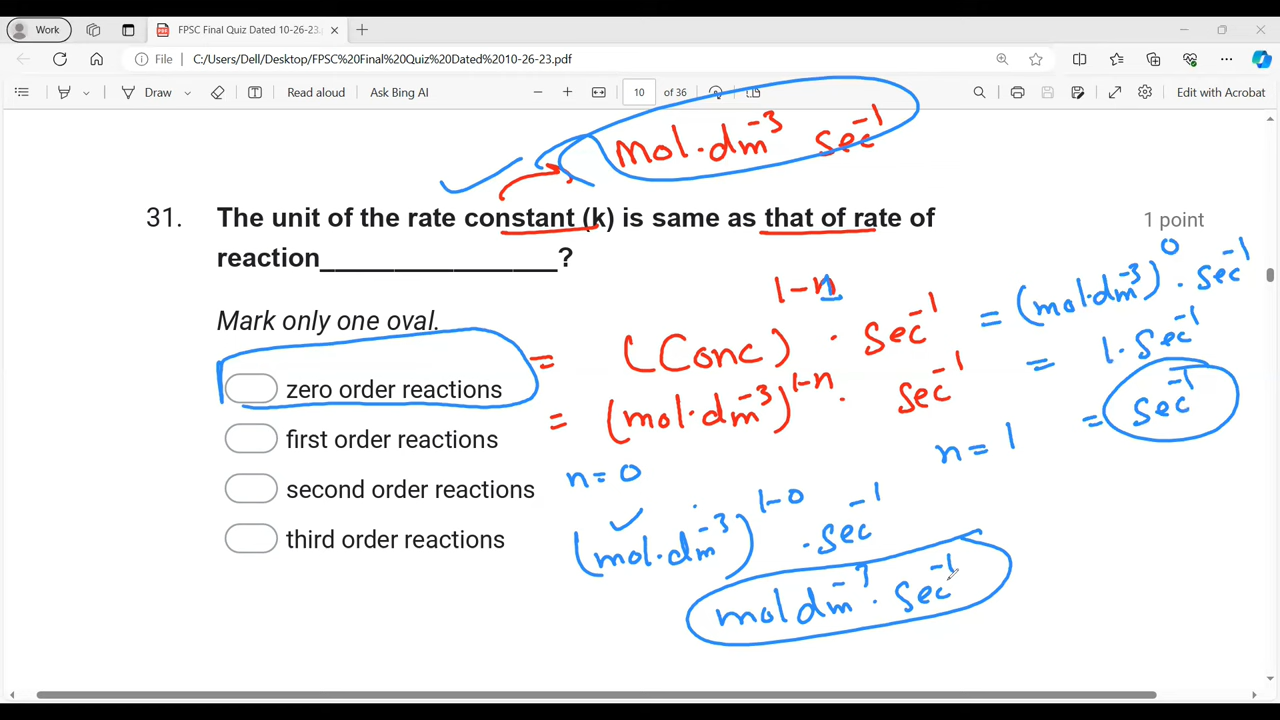 Work
FPSC Final Quiz Dated 10-26-23.p
File C:/Users/Dell/Desktop/FPSC%20Final%20Quiz%20Dated%2010-26-23.pdf
Draw Read aloud Ask Bing AI 10 of 36 Edit with Acrobat
Mol·dm⁻³ Sec⁻¹
31. The unit of the rate constant (k) is same as that of rate of 1 point
reaction_________________?
Mark only one oval.
= (Conc)¹⁻ⁿ · Sec⁻¹
= (mol·dm⁻³)¹⁻ⁿ · Sec⁻¹
zero order reactions
first order reactions
second order reactions
third order reactions
n = 0
(mol·dm⁻³)¹⁻⁰ · Sec⁻¹
mol dm⁻³ · Sec⁻¹
n = 1
= (mol·dm⁻³)⁰ · Sec⁻¹
= 1 · Sec⁻¹
= Sec⁻¹